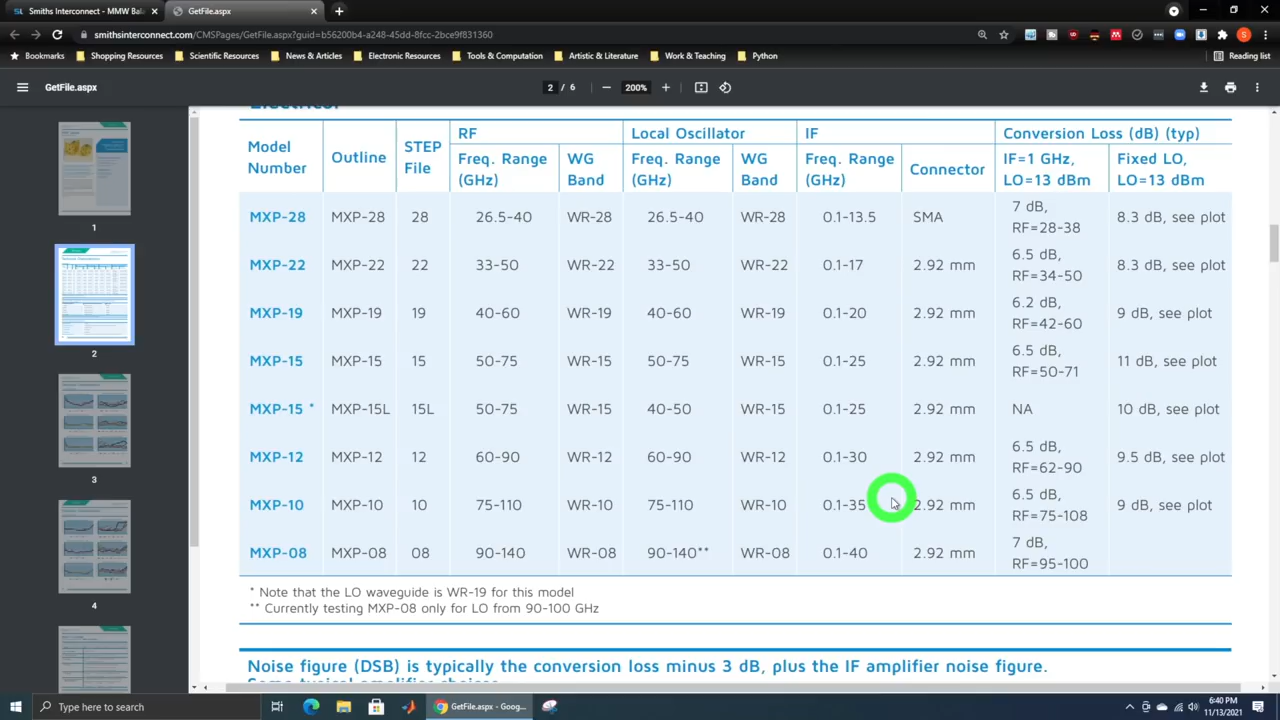 Smiths Interconnect - MMW Bal
GetFile.aspx
smithsinterconnect.com/CMSPages/GetFile.aspx?guid=b56200b4-a248-45dd-8fcc-2bce9f831360
Bookmarks Shopping Resources Scientific Resources News & Articles Electronic Resources Tools & Computation Artistic & Literature Work & Teaching Python Reading list
GetFile.aspx 2 / 6 200%
Model Number Outline STEP File RF Local Oscillator IF Conversion Loss (dB) (typ)
Freq. Range (GHz) WG Band Freq. Range (GHz) WG Band Freq. Range (GHz) Connector IF=1 GHz, LO=13 dBm Fixed LO, LO=13 dBm
MXP-28 MXP-28 28 26.5-40 WR-28 26.5-40 WR-28 0.1-13.5 SMA 7 dB, RF=28-38 8.3 dB, see plot
MXP-22 MXP-22 22 33-50 WR-22 33-50 WR-22 0.1-17 2.92 mm 6.5 dB, RF=34-50 8.3 dB, see plot
MXP-19 MXP-19 19 40-60 WR-19 40-60 WR-19 0.1-20 2.92 mm 6.2 dB, RF=42-60 9 dB, see plot
MXP-15 MXP-15 15 50-75 WR-15 50-75 WR-15 0.1-25 2.92 mm 6.5 dB, RF=50-71 11 dB, see plot
MXP-15 * MXP-15L 15L 50-75 WR-15 40-50 WR-15 0.1-25 2.92 mm NA 10 dB, see plot
MXP-12 MXP-12 12 60-90 WR-12 60-90 WR-12 0.1-30 2.92 mm 6.5 dB, RF=62-90 9.5 dB, see plot
MXP-10 MXP-10 10 75-110 WR-10 75-110 WR-10 0.1-35 2.92 mm 6.5 dB, RF=75-108 9 dB, see plot
MXP-08 MXP-08 08 90-140 WR-08 90-140** WR-08 0.1-40 2.92 mm 7 dB, RF=95-100
* Note that the LO waveguide is WR-19 for this model
** Currently testing MXP-08 only for LO from 90-100 GHz
Noise figure (DSB) is typically the conversion loss minus 3 dB, plus the IF amplifier noise figure.
1
2
3
4
Type here to search
GetFile.aspx - Goog...
6:40 PM
11/13/2021